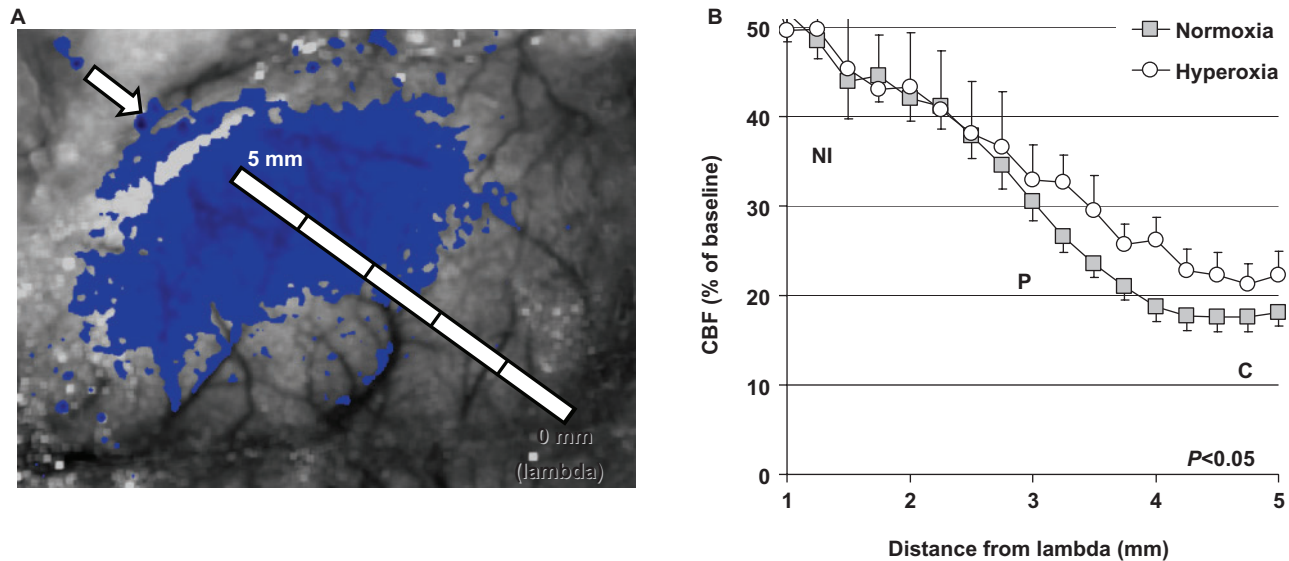 A
5 mm
0 mm
(lambda)
B
CBF (% of baseline)
50
40
30
20
10
0
1
2
3
4
5
Distance from lambda (mm)
Normoxia
Hyperoxia
NI
P
C
P<0.05